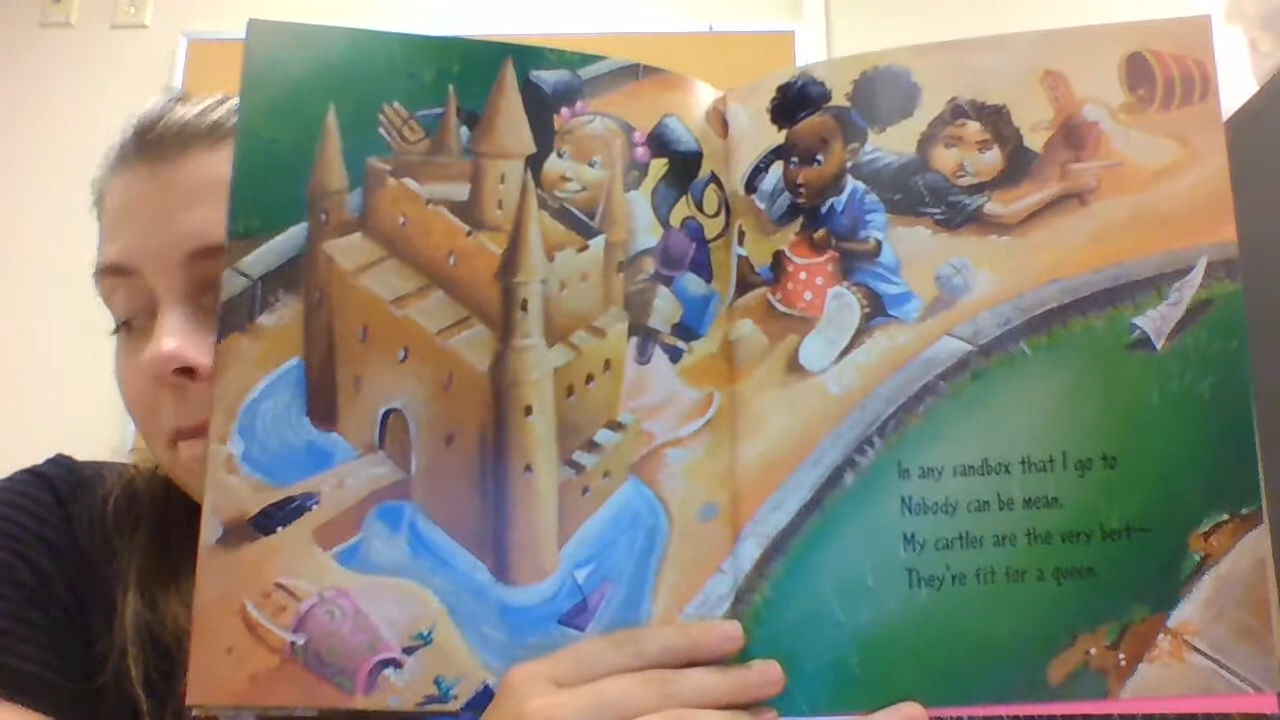 In any sandbox that I go to
Nobody can be mean.
My castles are the very best—
They're fit for a queen.